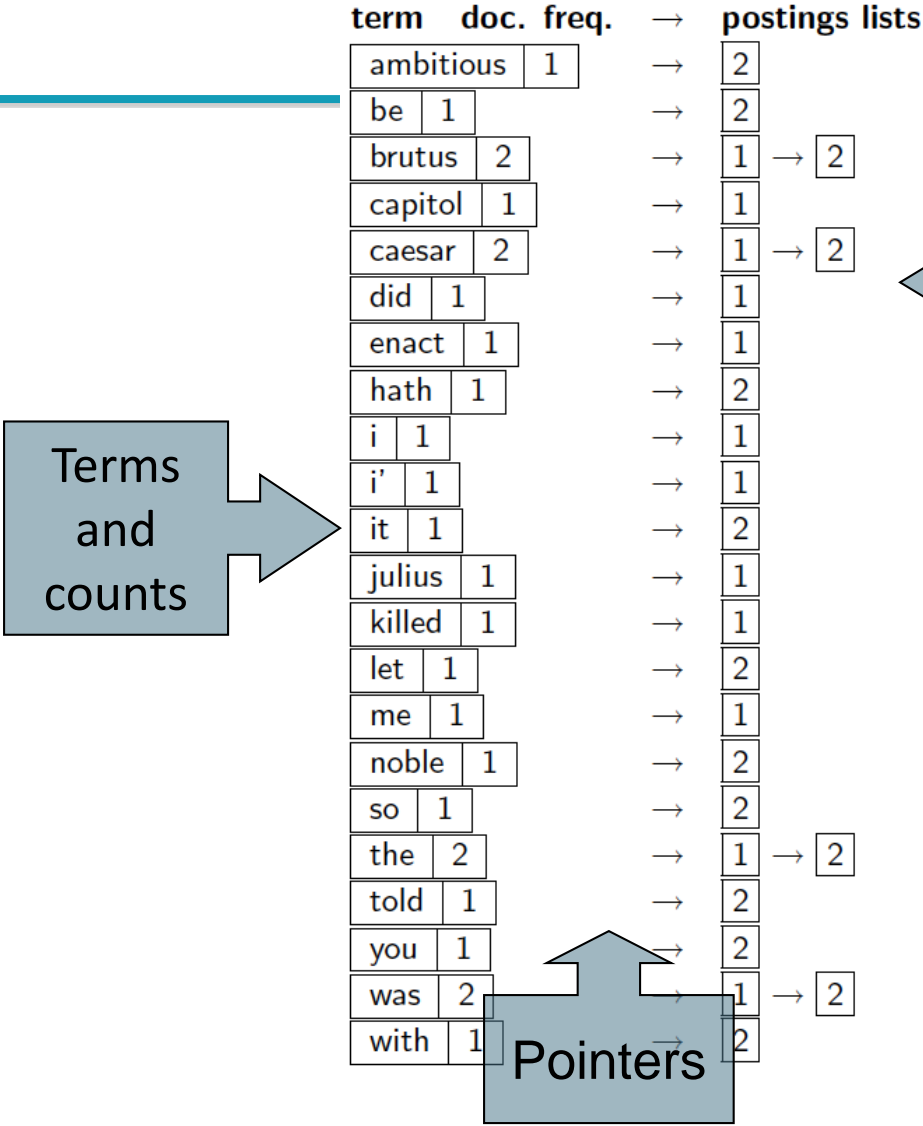 term doc. freq. → postings lists
ambitious 1 → 2
be 1 → 2
brutus 2 → 1 → 2
capitol 1 → 1
caesar 2 → 1 → 2
did 1 → 1
enact 1 → 1
hath 1 → 2
i 1 → 1
i’ 1 → 1
it 1 → 2
julius 1 → 1
killed 1 → 1
let 1 → 2
me 1 → 1
noble 1 → 2
so 1 → 2
the 2 → 1 → 2
told 1 → 2
you 1 → 2
was 2 → 1 → 2
with 1 → 2
Terms
and
counts
Pointers